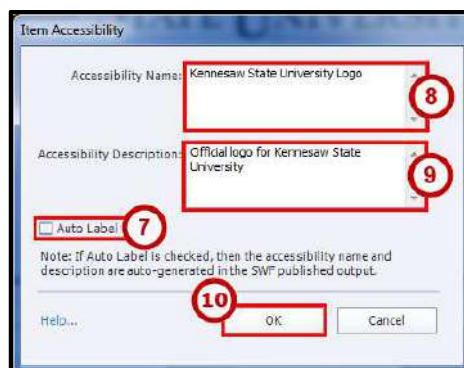 STATE UNIVERSITY
Item Accessibility
Accessibility Name:
Kennesaw State University Logo
8
Accessibility Description:
Official logo for Kennesaw State
University
9
Auto Label
7
Note: If Auto Label is checked, then the accessibility name and
description are auto-generated in the SWF published output.
10
Help...
OK
Cancel